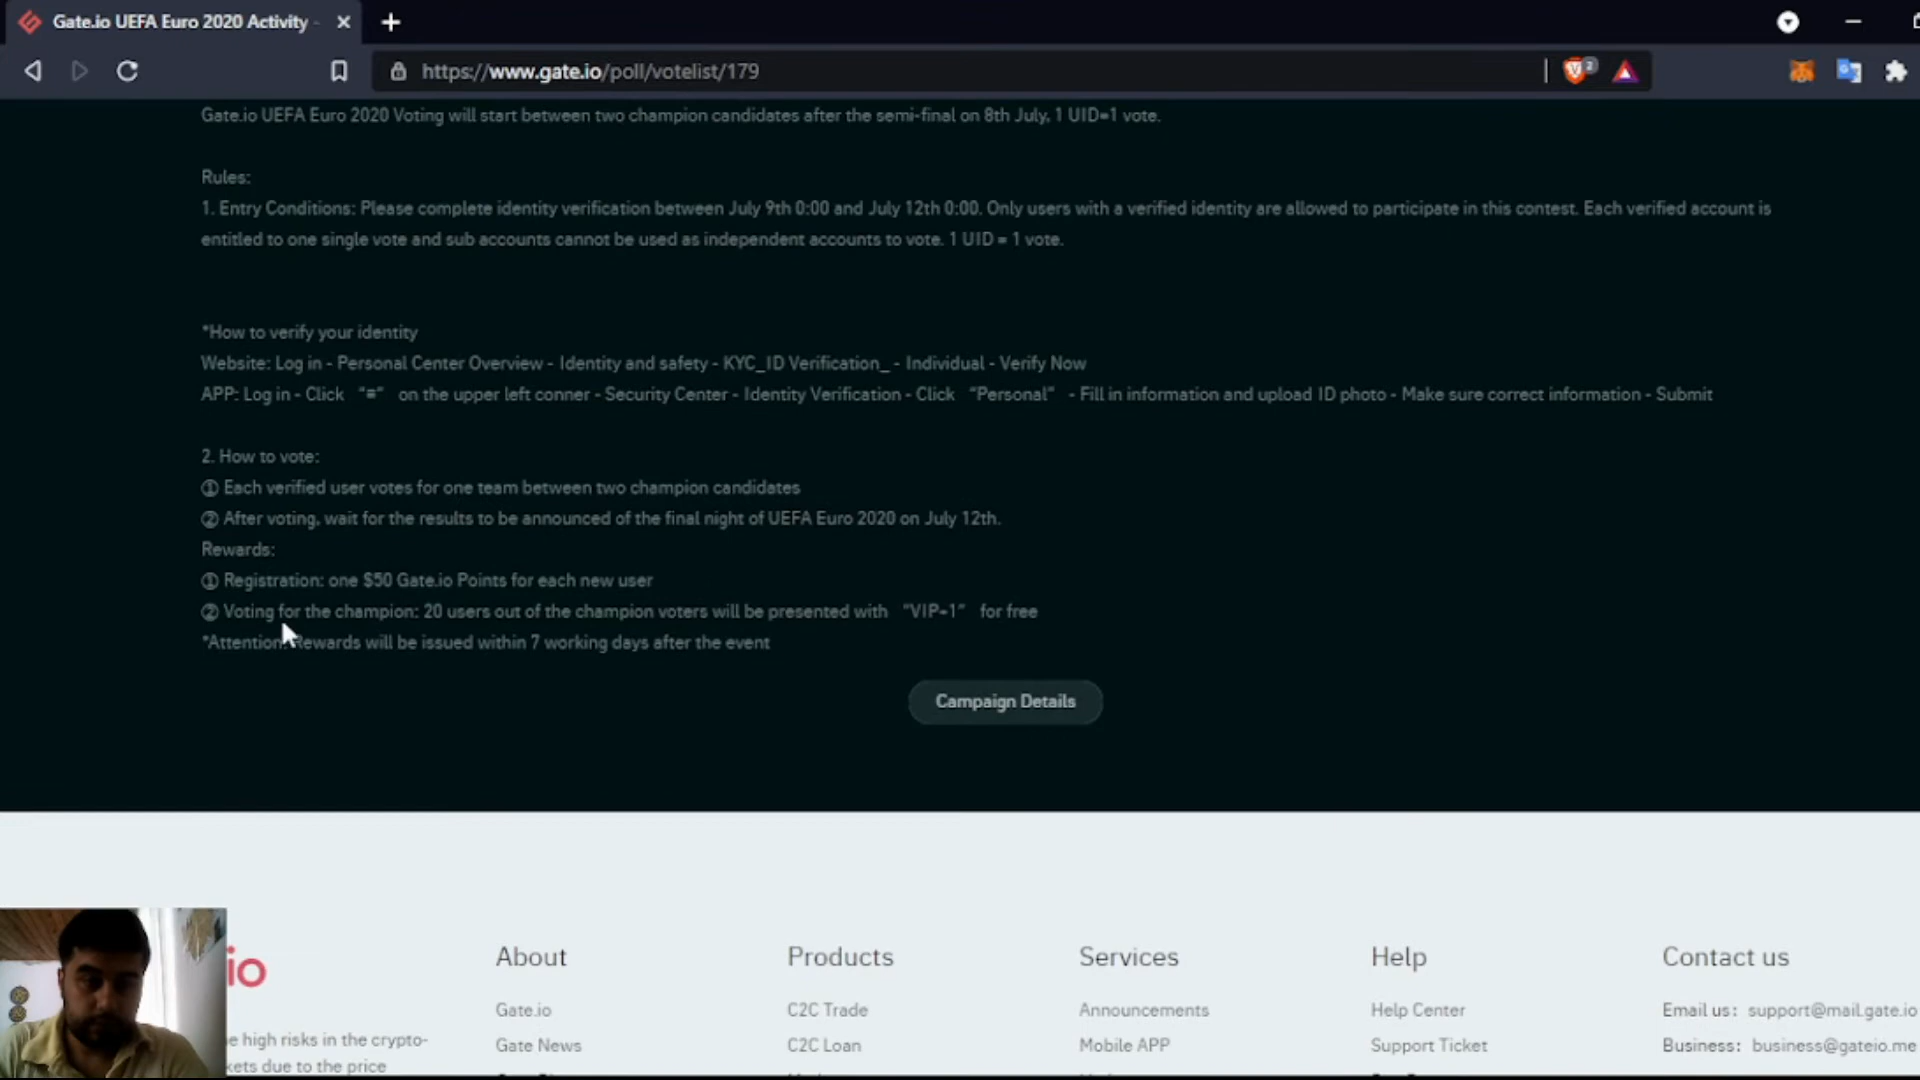 Gate.io UEFA Euro 2020 Activity -
https://www.gate.io/poll/votelist/179
2
Gate.io UEFA Euro 2020 Voting will start between two champion candidates after the semi-final on 8th July, 1 UID=1 vote.
Rules:
1. Entry Conditions: Please complete identity verification between July 9th 0:00 and July 12th 0:00. Only users with a verified identity are allowed to participate in this contest. Each verified account is
entitled to one single vote and sub accounts cannot be used as independent accounts to vote. 1 UID = 1 vote.
*How to verify your identity
Website: Log in - Personal Center Overview - Identity and safety - KYC_ID Verification_ - Individual - Verify Now
APP: Log in - Click “≡” on the upper left conner - Security Center - Identity Verification - Click “Personal” - Fill in information and upload ID photo - Make sure correct information - Submit
2. How to vote:
① Each verified user votes for one team between two champion candidates
② After voting, wait for the results to be announced of the final night of UEFA Euro 2020 on July 12th.
Rewards:
① Registration: one $50 Gate.io Points for each new user
② Voting for the champion: 20 users out of the champion voters will be presented with “VIP+1” for free
*Attention: Rewards will be issued within 7 working days after the event
Campaign Details
io
e high risks in the crypto-
kets due to the price
About
Gate.io
Gate News
Products
C2C Trade
C2C Loan
Services
Announcements
Mobile APP
Help
Help Center
Support Ticket
Contact us
Email us: support@mail.gate.io
Business: business@gateio.me